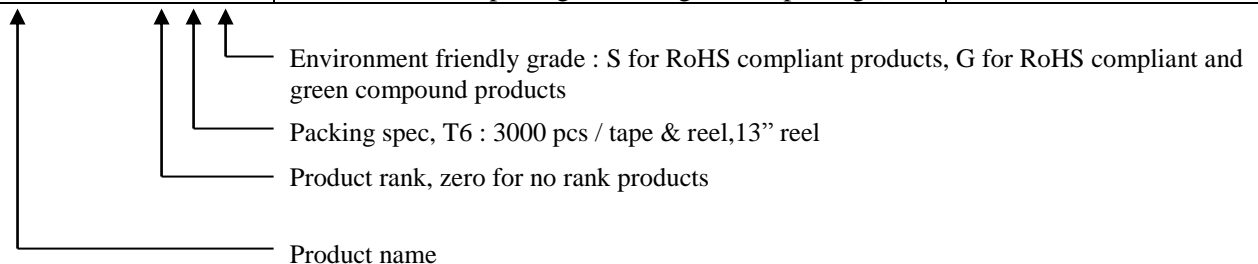 Environment friendly grade : S for RoHS compliant products, G for RoHS compliant and
green compound products
Packing spec, T6 : 3000 pcs / tape & reel,13” reel
Product rank, zero for no rank products
Product name